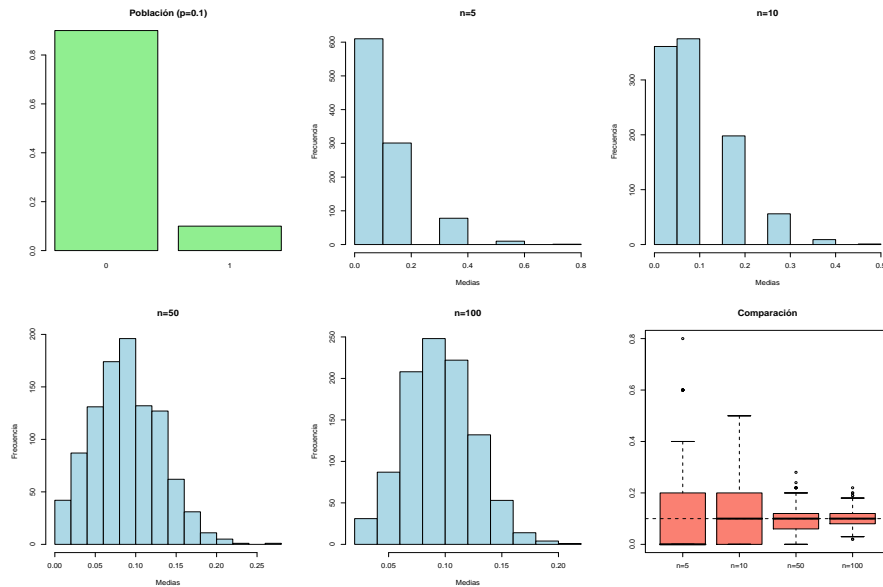 Población (p=0.1)
0.0 0.2 0.4 0.6 0.8
0 1
n=5
Frecuencia
0 100 200 300 400 500 600
0.0 0.2 0.4 0.6 0.8
Medias
n=10
Frecuencia
0 100 200 300
0.0 0.1 0.2 0.3 0.4 0.5
Medias
n=50
Frecuencia
0 50 100 150 200
0.00 0.05 0.10 0.15 0.20 0.25
Medias
n=100
Frecuencia
0 50 100 150 200 250
0.05 0.10 0.15 0.20
Medias
Comparación
0.0 0.2 0.4 0.6 0.8
n=5 n=10 n=50 n=100